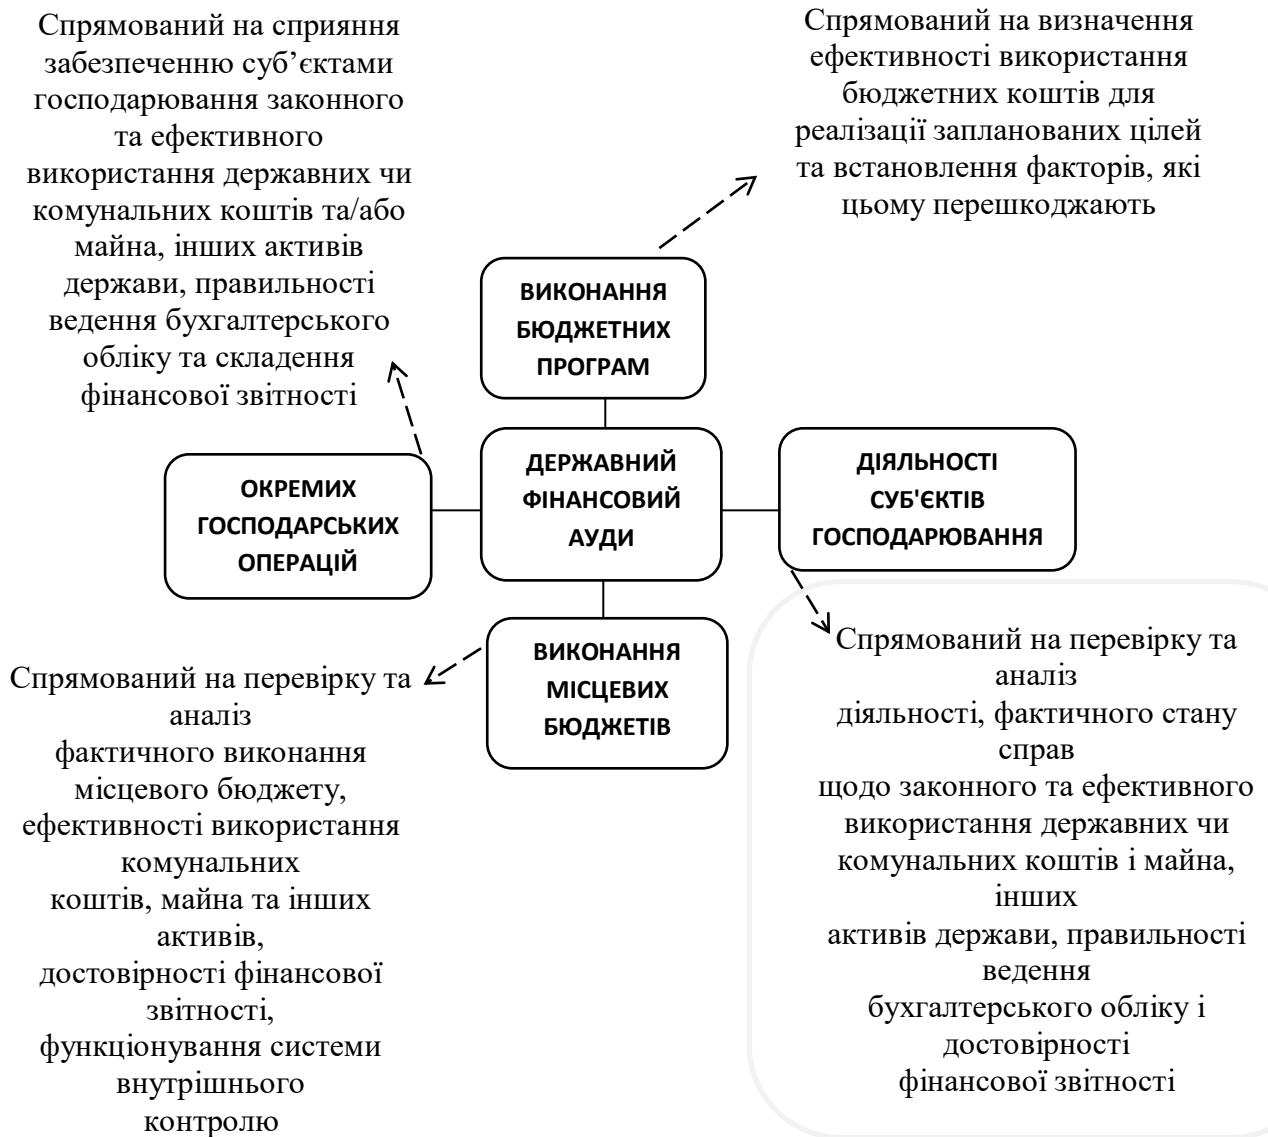 Спрямований на сприяння
забезпеченню суб’єктами
господарювання законного
та ефективного
використання державних чи
комунальних коштів та/або
майна, інших активів
держави, правильності
ведення бухгалтерського
обліку та складення
фінансової звітності
Спрямований на визначення
ефективності використання
бюджетних коштів для
реалізації запланованих цілей
та встановлення факторів, які
цьому перешкоджають
ВИКОНАННЯ
БЮДЖЕТНИХ
ПРОГРАМ
ОКРЕМИХ
ГОСПОДАРСЬКИХ
ОПЕРАЦІЙ
ДЕРЖАВНИЙ
ФІНАНСОВИЙ
АУДИ
ДІЯЛЬНОСТІ
СУБ'ЄКТІВ
ГОСПОДАРЮВАННЯ
ВИКОНАННЯ
МІСЦЕВИХ
БЮДЖЕТІВ
Спрямований на перевірку та
аналіз
фактичного виконання
місцевого бюджету,
ефективності використання
комунальних
коштів, майна та інших
активів,
достовірності фінансової
звітності,
функціонування системи
внутрішнього
контролю
Спрямований на перевірку та
аналіз
діяльності, фактичного стану
справ
щодо законного та ефективного
використання державних чи
комунальних коштів і майна,
інших
активів держави, правильності
ведення
бухгалтерського обліку і
достовірності
фінансової звітності